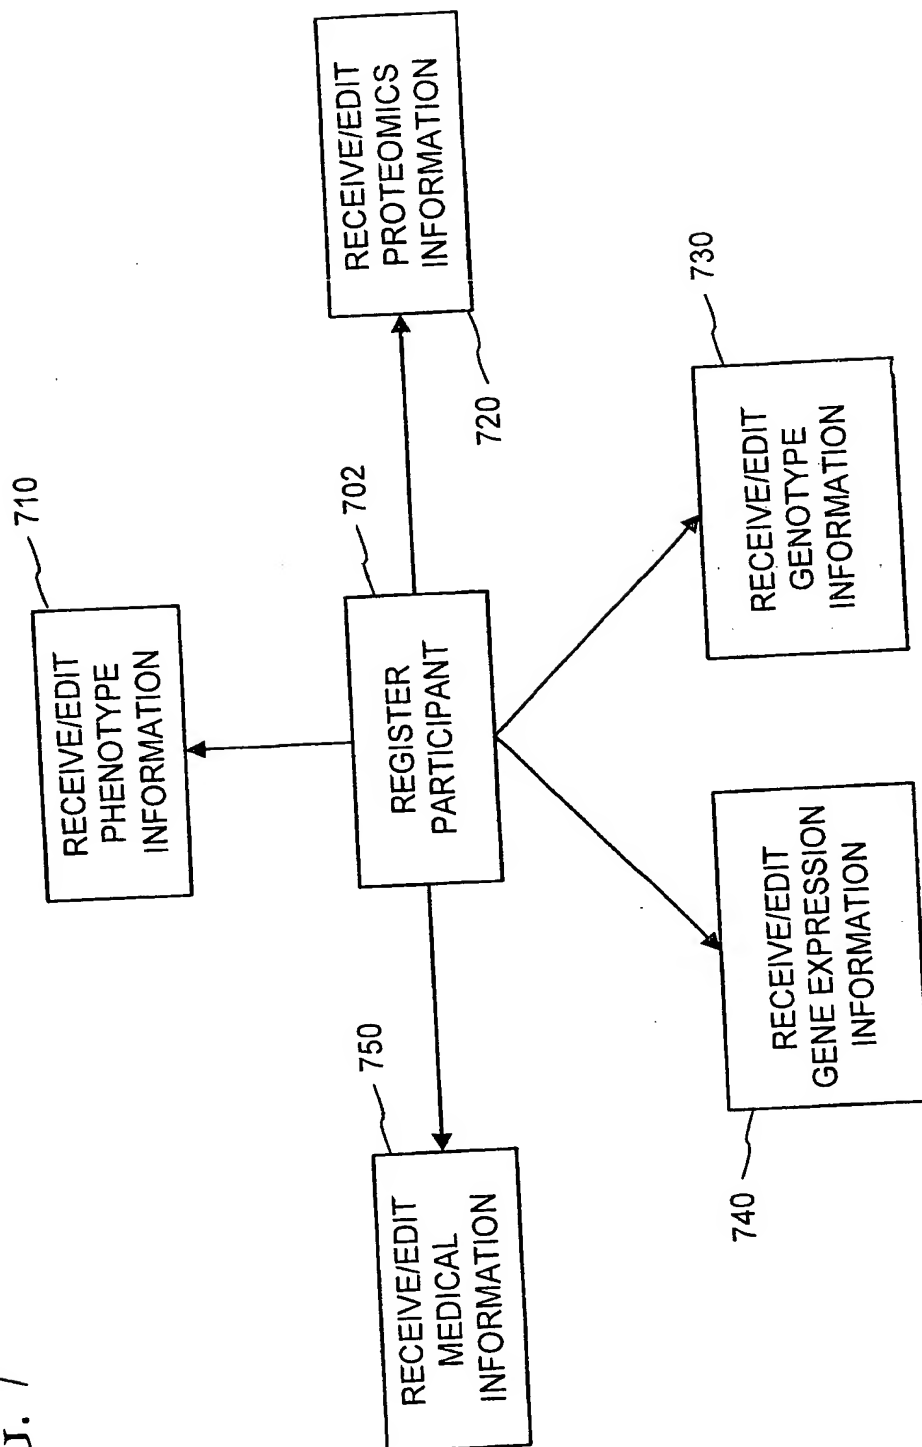 710
RECEIVE/EDIT
PHENOTYPE
INFORMATION
750
RECEIVE/EDIT
MEDICAL
INFORMATION
702
REGISTER
PARTICIPANT
RECEIVE/EDIT
PROTEOMICS
INFORMATION
720
740
RECEIVE/EDIT
GENE EXPRESSION
INFORMATION
730
RECEIVE/EDIT
GENOTYPE
INFORMATION